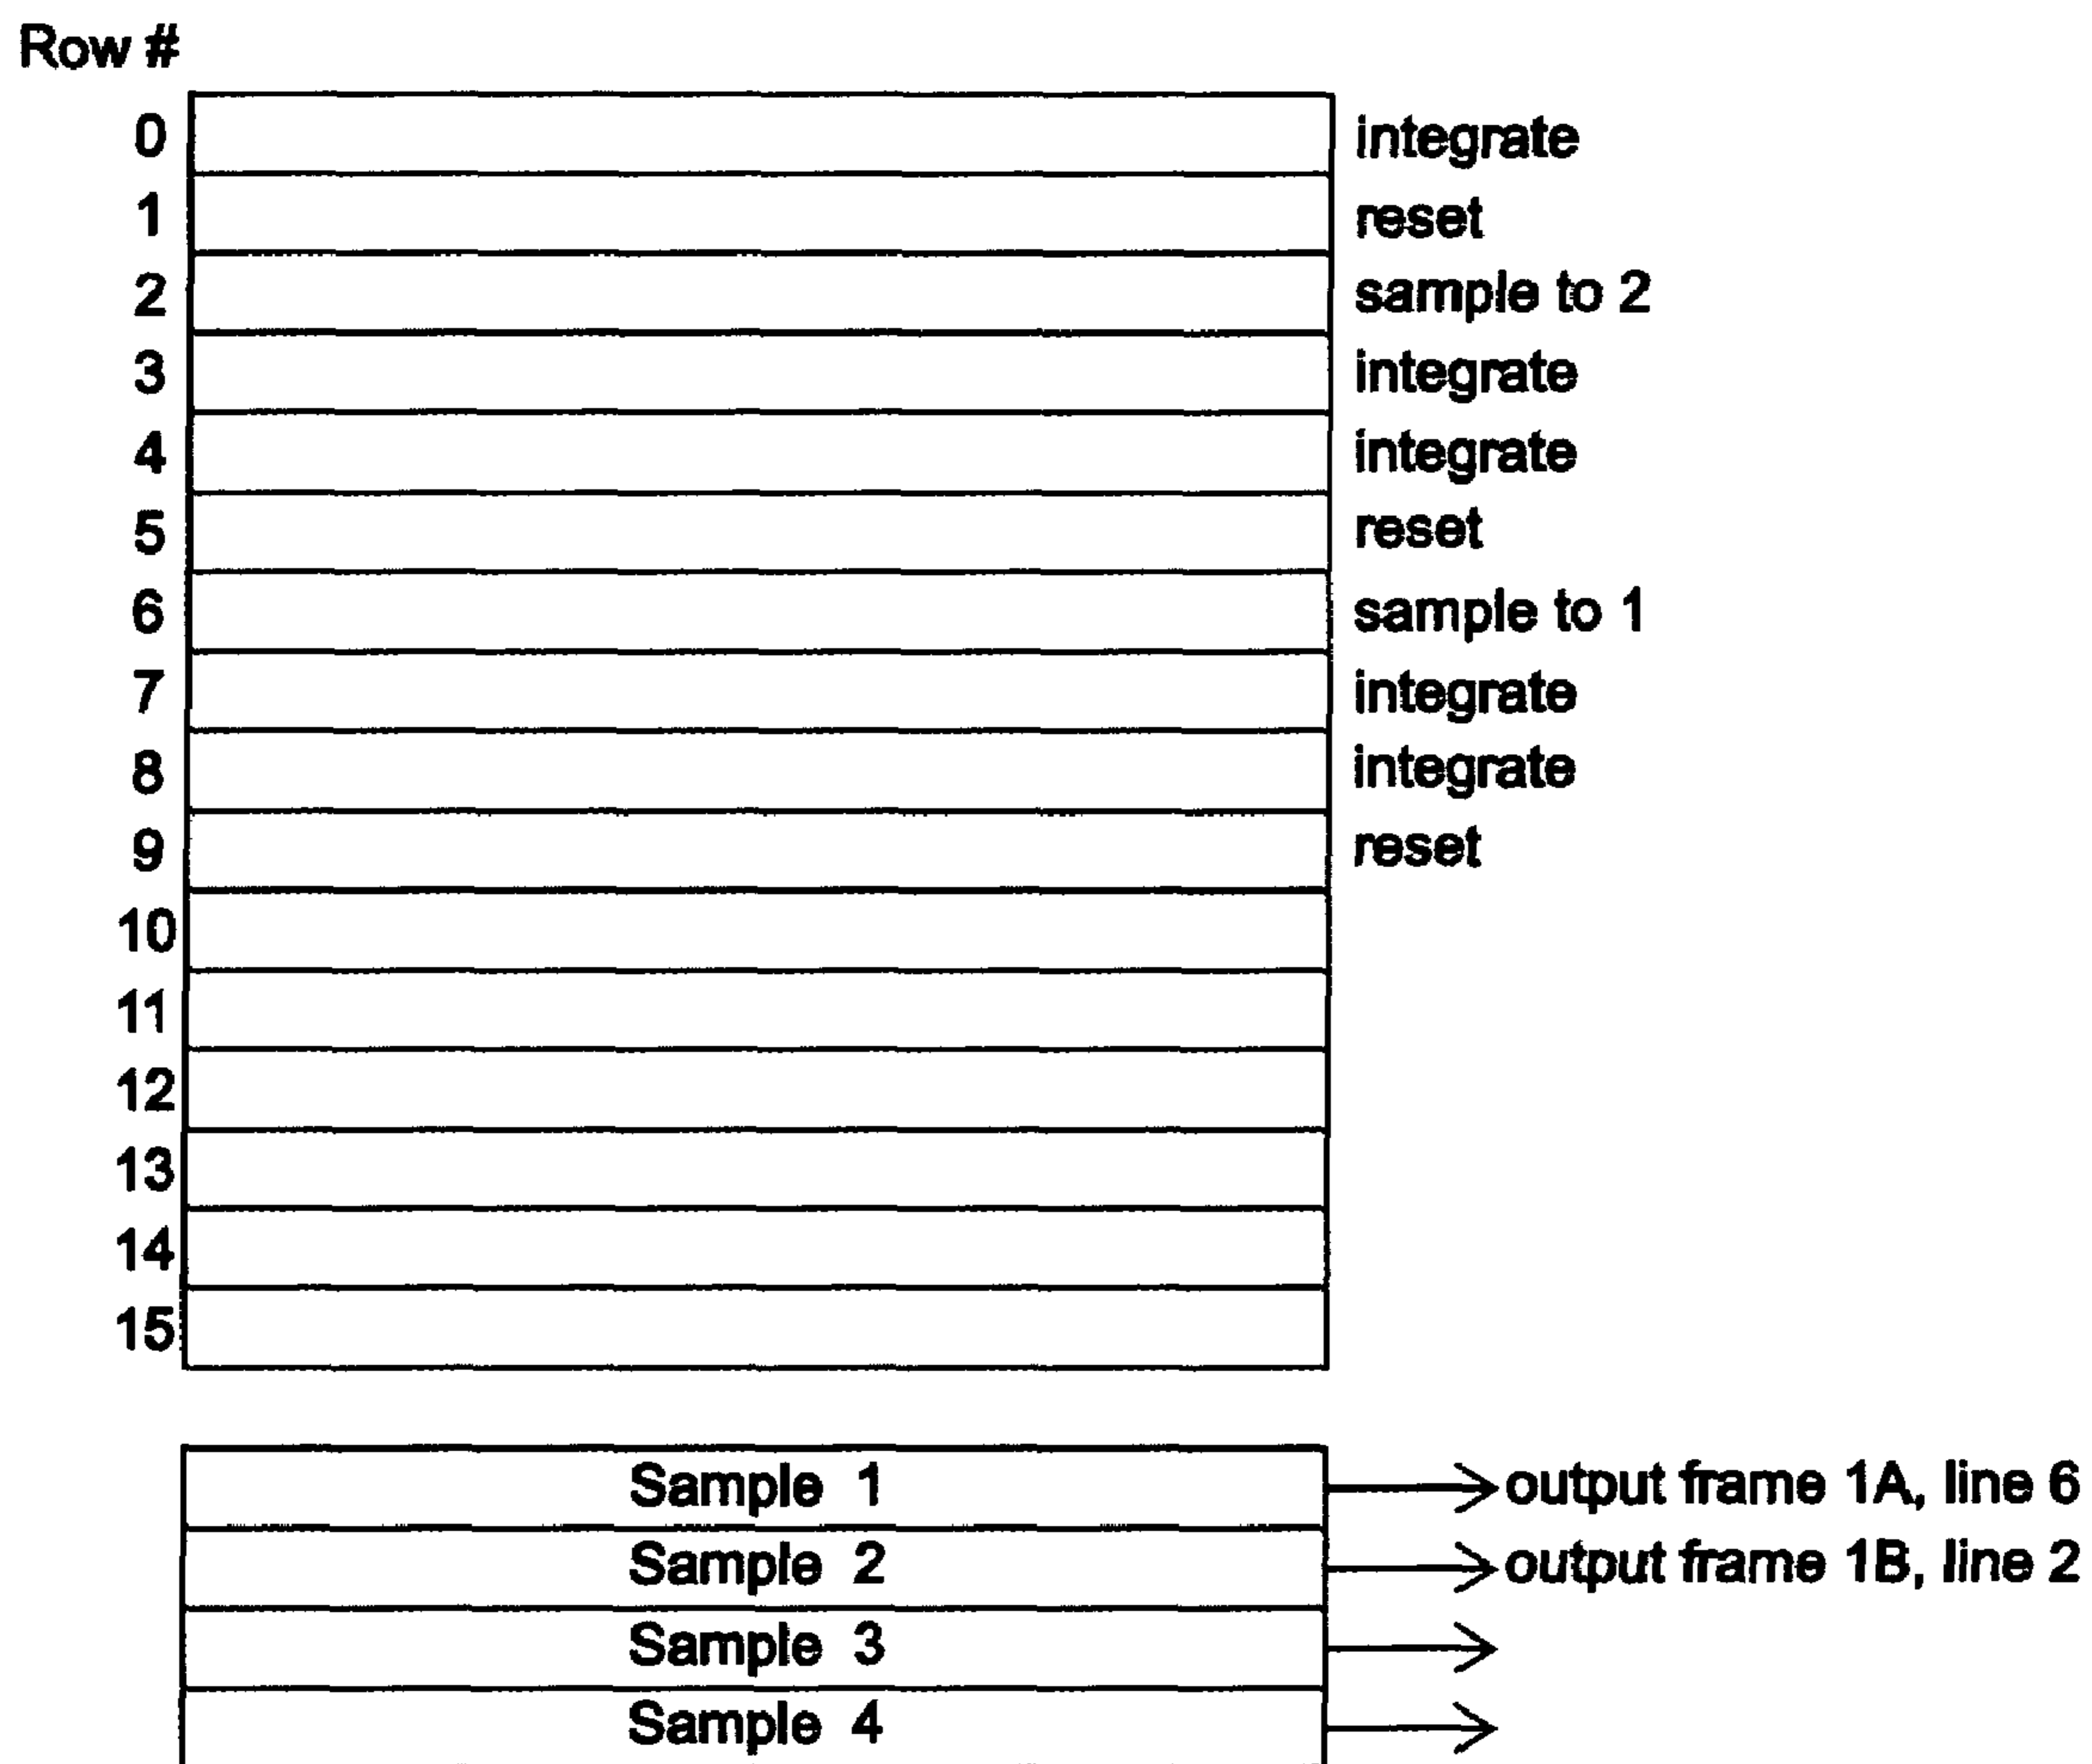 Row #
0 integrate
1 reset
2 sample to 2
3 integrate
4 integrate
5 reset
6 sample to 1
7 integrate
8 integrate
9 reset
10
11
12
13
14
15
Sample 1 output frame 1A, line 6
Sample 2 output frame 1B, line 2
Sample 3
Sample 4